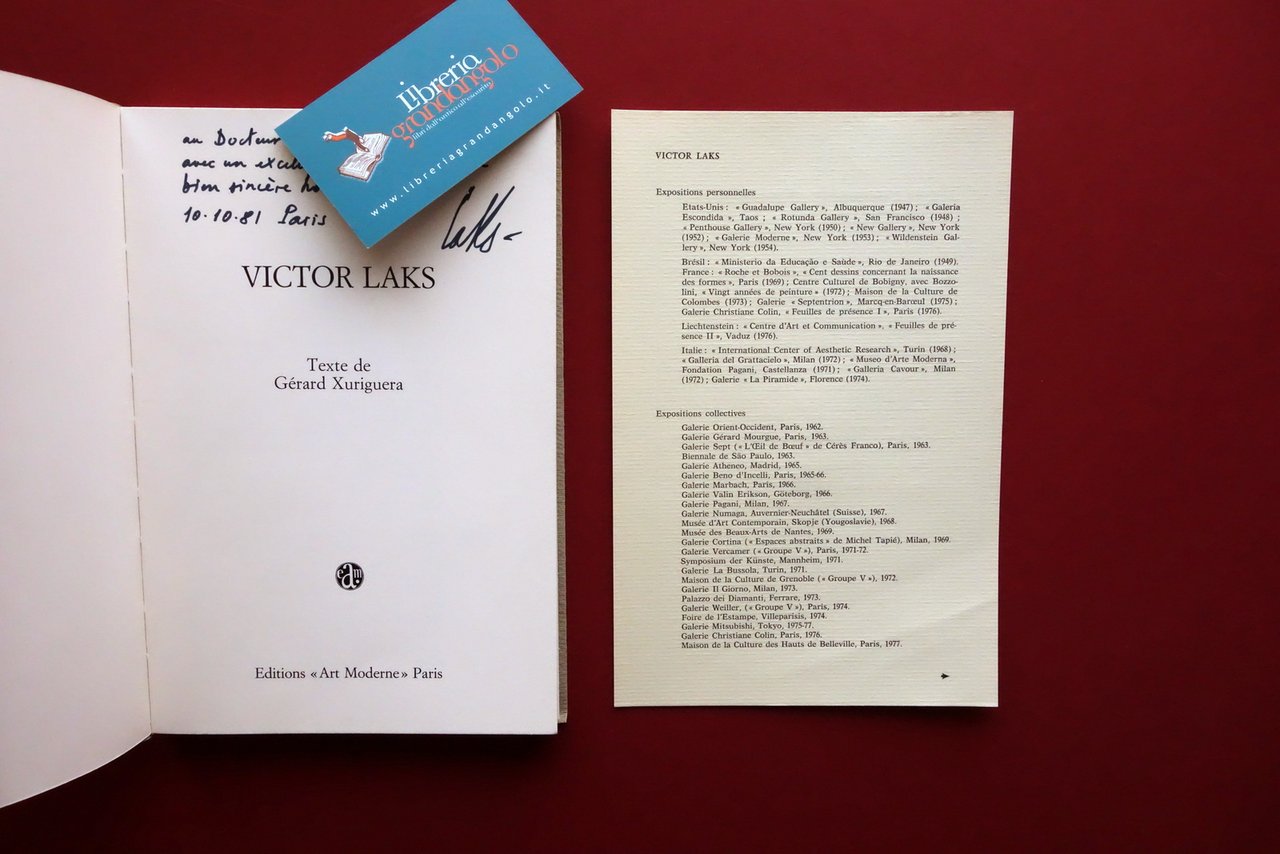 au Docteur
avec un
bien sincère
10.10.81 Paris
Laks
Libreria
grandangolo
libri dall'antico all'esaurito
www.libreriagrandangolo.it
VICTOR LAKS
Texte de
Gérard Xuriguera
eam
Editions «Art Moderne» Paris
VICTOR LAKS
Expositions personnelles
Etats-Unis : « Guadalupe Gallery », Albuquerque (1947) ; « Galeria
Escondida », Taos ; « Rotunda Gallery », San Francisco (1948) ;
« Penthouse Gallery », New York (1950) ; « New Gallery », New York
(1952) ; « Galerie Moderne », New York (1953) ; « Wildenstein Gal-
lery », New York (1954).
Brésil : « Ministerio da Educação e Saùde », Rio de Janeiro (1949).
France : « Roche et Bobois », « Cent dessins concernant la naissance
des formes », Paris (1969) ; Centre Culturel de Bobigny, avec Bozzo-
lini, « Vingt années de peinture » (1972) ; Maison de la Culture de
Colombes (1973) ; Galerie « Septentrion », Marcq-en-Barœul (1975) ;
Galerie Christiane Colin, « Feuilles de présence I », Paris (1976).
Liechtenstein : « Centre d'Art et Communication », « Feuilles de pré-
sence II », Vaduz (1976).
Italie : « International Center of Aesthetic Research », Turin (1968) ;
« Galleria del Grattacielo », Milan (1972) ; « Museo d'Arte Moderna »,
Fondation Pagani, Castellanza (1971) ; « Galleria Cavour », Milan
(1972) ; Galerie « La Piramide », Florence (1974).
Expositions collectives
Galerie Orient-Occident, Paris, 1962.
Galerie Gérard Mourgue, Paris, 1963.
Galerie Sept (« L'Œil de Bœuf » de Cérès Franco), Paris, 1963.
Biennale de São Paulo, 1963.
Galerie Atheneo, Madrid, 1965.
Galerie Beno d'Incelli, Paris, 1965-66.
Galerie Marbach, Paris, 1966.
Galerie Valin Erikson, Göteborg, 1966.
Galerie Pagani, Milan, 1967.
Galerie Numaga, Auvernier-Neuchâtel (Suisse), 1967.
Musée d'Art Contemporain, Skopje (Yougoslavie), 1968.
Musée des Beaux-Arts de Nantes, 1969.
Galerie Cortina (« Espaces abstraits » de Michel Tapié), Milan, 1969.
Galerie Vercamer (« Groupe V »), Paris, 1971-72.
Symposium der Künste, Mannheim, 1971.
Galerie La Bussola, Turin, 1971.
Maison de la Culture de Grenoble (« Groupe V »), 1972.
Galerie Il Giorno, Milan, 1973.
Palazzo dei Diamanti, Ferrare, 1973.
Galerie Weiller, (« Groupe V »), Paris, 1974.
Foire de l'Estampe, Villeparisis, 1974.
Galerie Mitsubishi, Tokyo, 1975-77.
Galerie Christiane Colin, Paris, 1976.
Maison de la Culture des Hauts de Belleville, Paris, 1977.